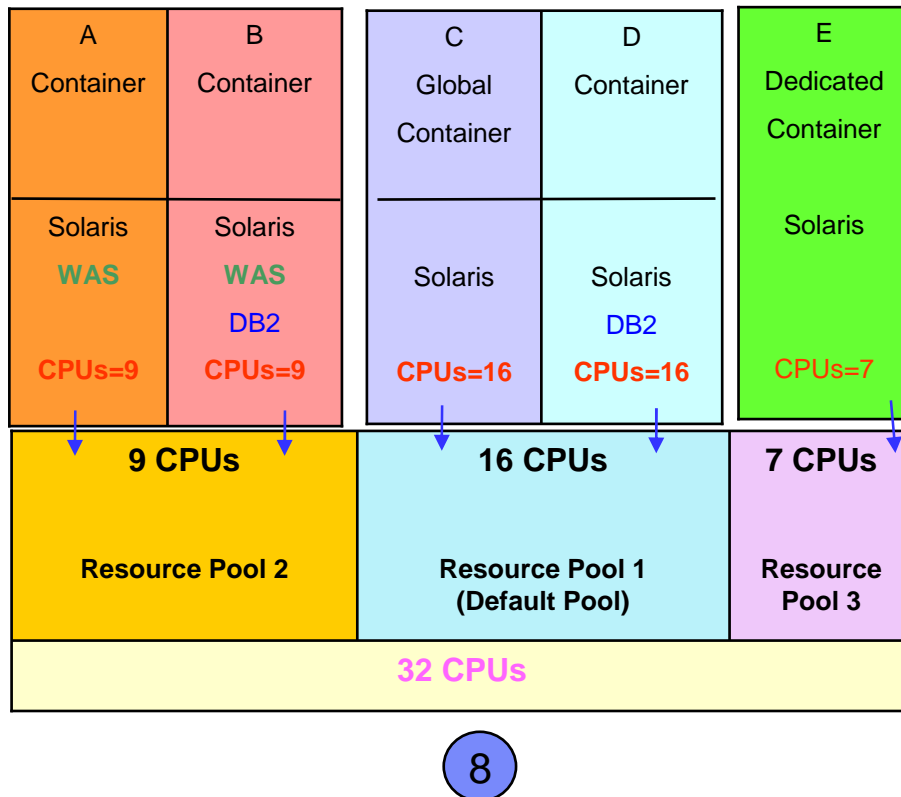 A
Container
Solaris
WAS
CPUs=9
B
Container
Solaris
WAS
DB2
CPUs=9
C
Global
Container
Solaris
CPUs=16
D
Container
Solaris
DB2
CPUs=16
E
Dedicated
Container
Solaris
CPUs=7
9 CPUs
Resource Pool 2
16 CPUs
Resource Pool 1
(Default Pool)
7 CPUs
Resource
Pool 3
32 CPUs
8